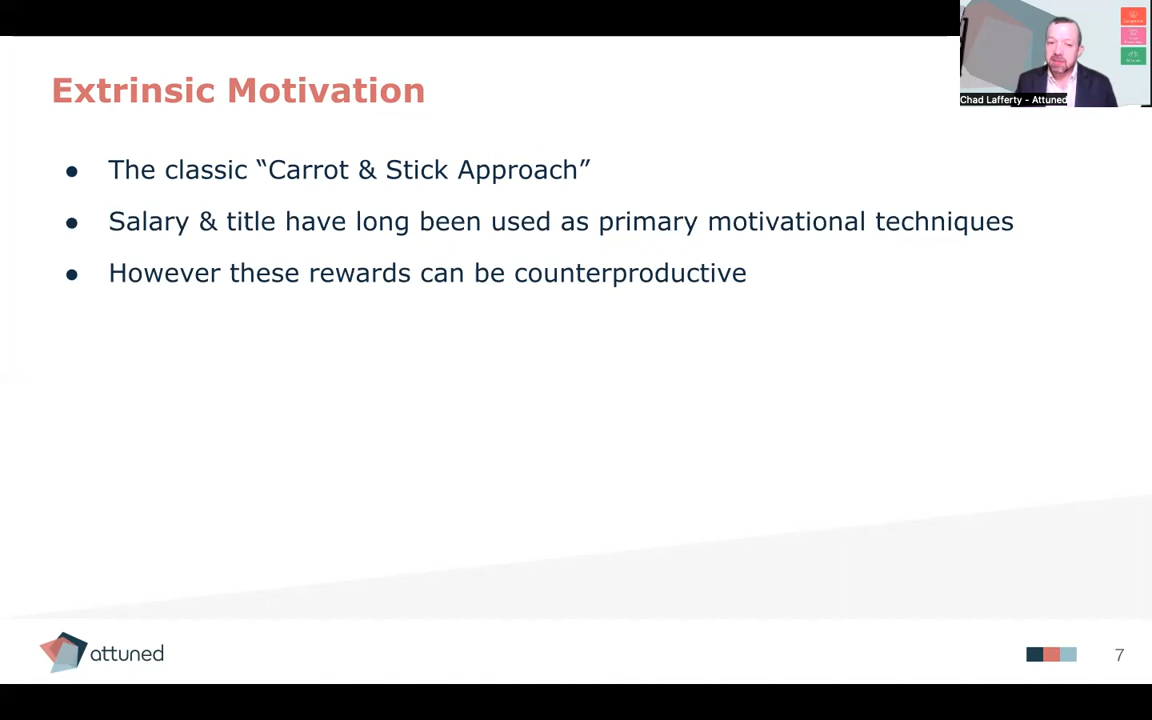 Extrinsic Motivation
● The classic “Carrot & Stick Approach”
● Salary & title have long been used as primary motivational techniques
● However these rewards can be counterproductive
Chad Lafferty - Attuned
attuned
7